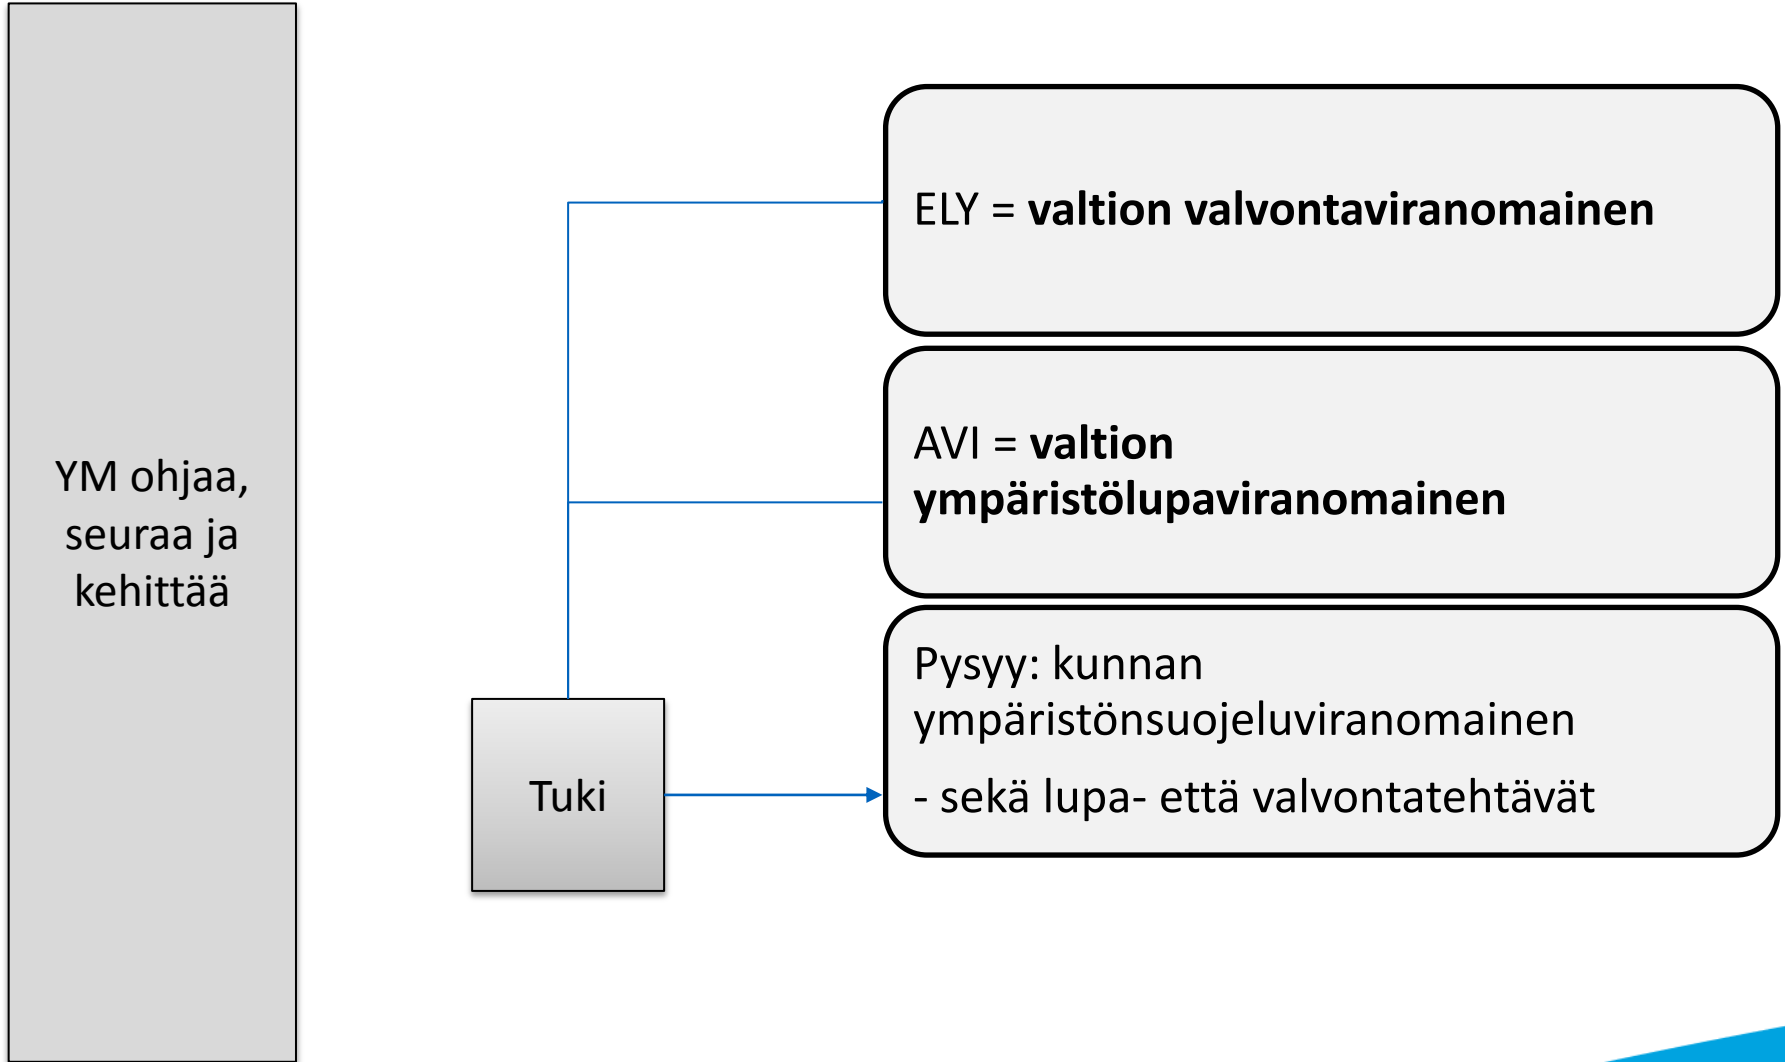 YM ohjaa,
seuraa ja
kehittää
ELY = valtion valvontaviranomainen
AVI = valtion
ympäristölupaviranomainen
Pysyy: kunnan
ympäristönsuojeluviranomainen
- sekä lupa- että valvontatehtävät
Tuki